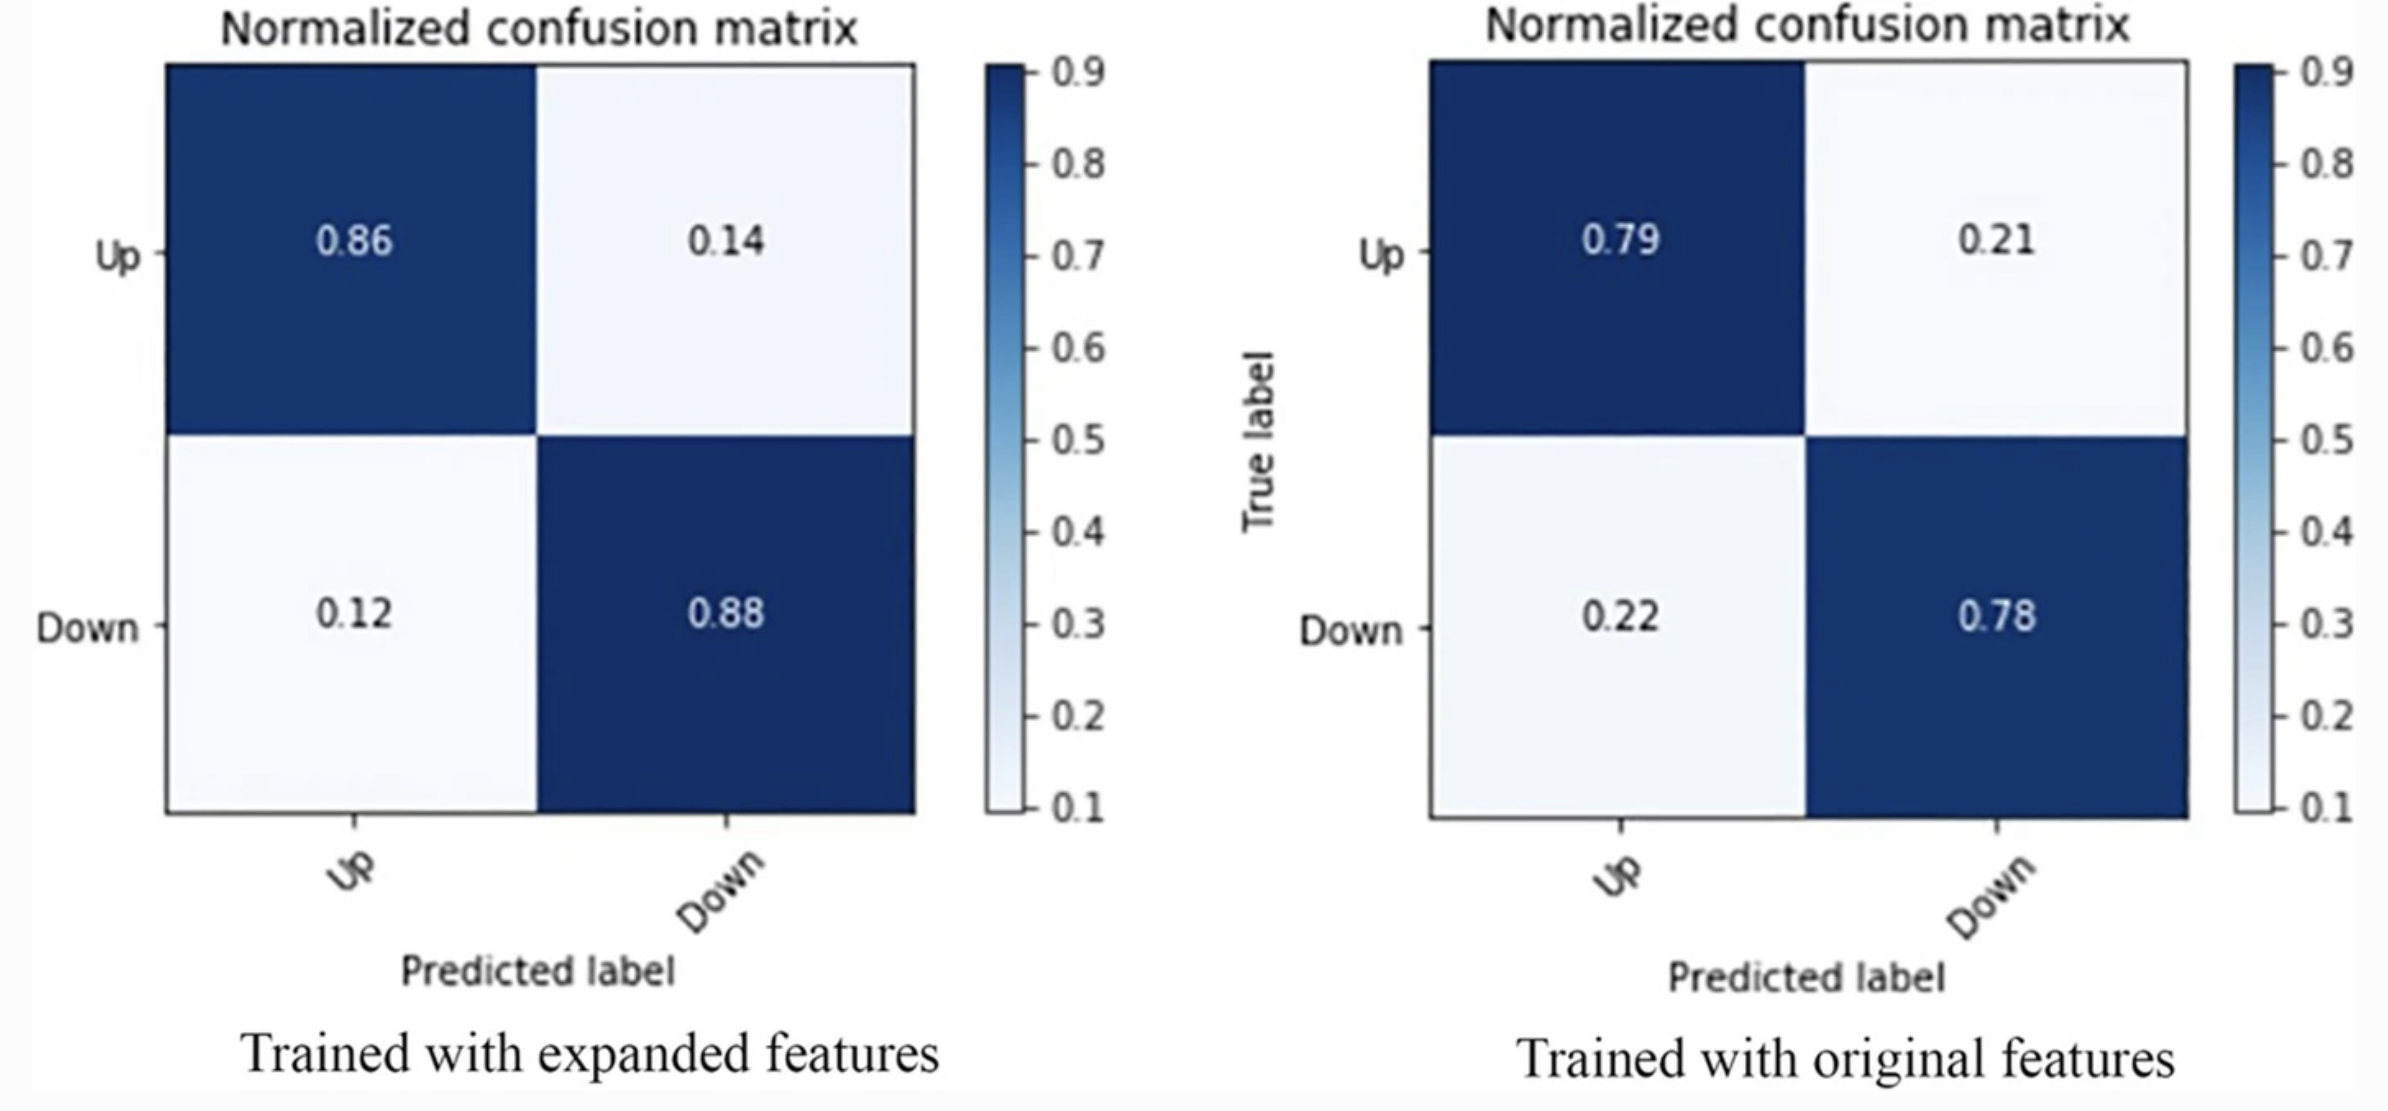 Normalized confusion matrix
0.9
0.8
0.7
0.6
0.5
0.4
0.3
0.2
0.1
Up
0.86
0.14
Down
0.12
0.88
Up
Down
Predicted label
Trained with expanded features
Normalized confusion matrix
0.9
0.8
0.7
0.6
0.5
0.4
0.3
0.2
0.1
True label
Up
0.79
0.21
Down
0.22
0.78
Up
Down
Predicted label
Trained with original features